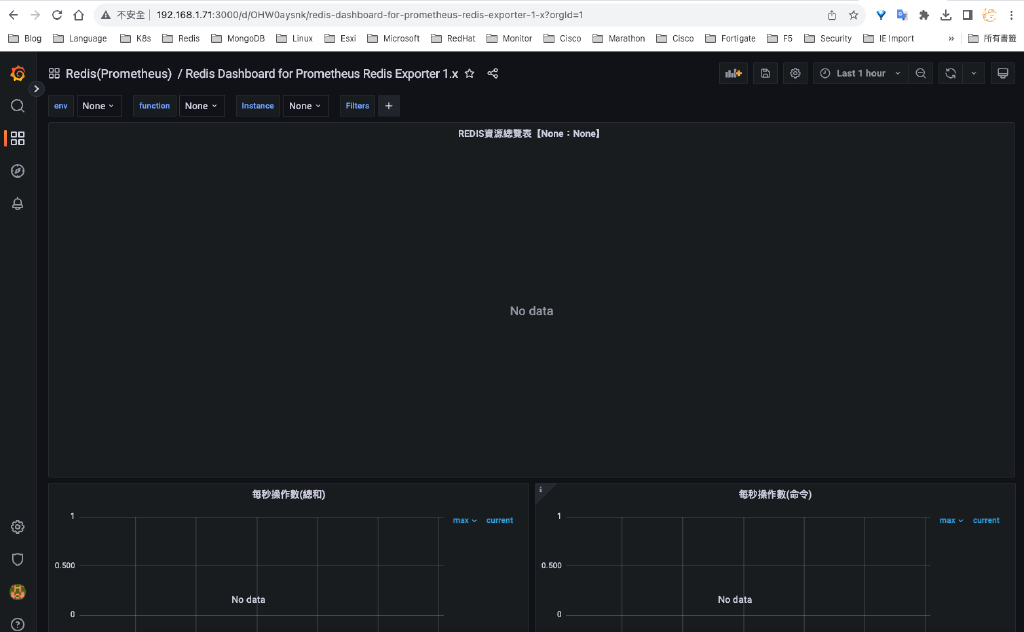 不安全 | 192.168.1.71:3000/d/OHW0aysnk/redis-dashboard-for-prometheus-redis-exporter-1-x?orgId=1
Blog Language K8s Redis MongoDB Linux Esxi Microsoft RedHat Monitor Cisco Marathon Cisco Fortigate F5 Security IE Import » 所有書籤
Redis(Prometheus) / Redis Dashboard for Prometheus Redis Exporter 1.x
Last 1 hour
env None function None Instance None Filters +
REDIS資源總覽表【None：None】
No data
每秒操作數(總和)
1
0.500
0
max current
No data
i
每秒操作數(命令)
1
0.500
0
max current
No data